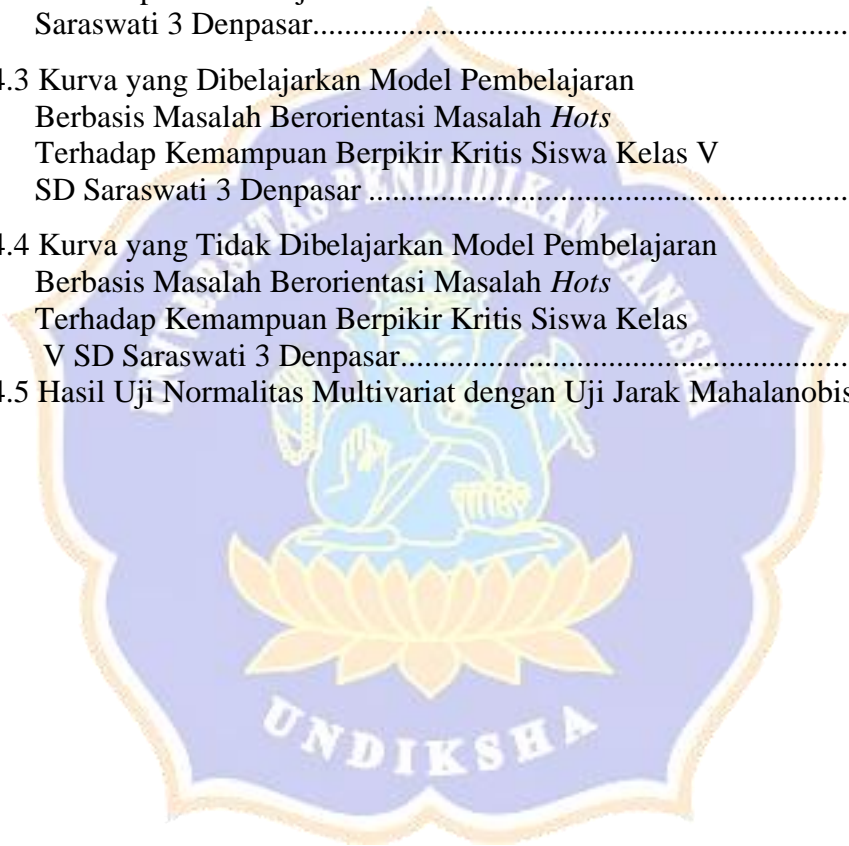 Saraswati 3 Denpasar.......................................................................
4.3 Kurva yang Dibelajarkan Model Pembelajaran
Berbasis Masalah Berorientasi Masalah Hots
Terhadap Kemampuan Berpikir Kritis Siswa Kelas V
SD Saraswati 3 Denpasar ................................................................
4.4 Kurva yang Tidak Dibelajarkan Model Pembelajaran
Berbasis Masalah Berorientasi Masalah Hots
Terhadap Kemampuan Berpikir Kritis Siswa Kelas
V SD Saraswati 3 Denpasar............................................................
4.5 Hasil Uji Normalitas Multivariat dengan Uji Jarak Mahalanobis
UNIVERSITAS PENDIDIKAN GANESHA
UNDIKSHA